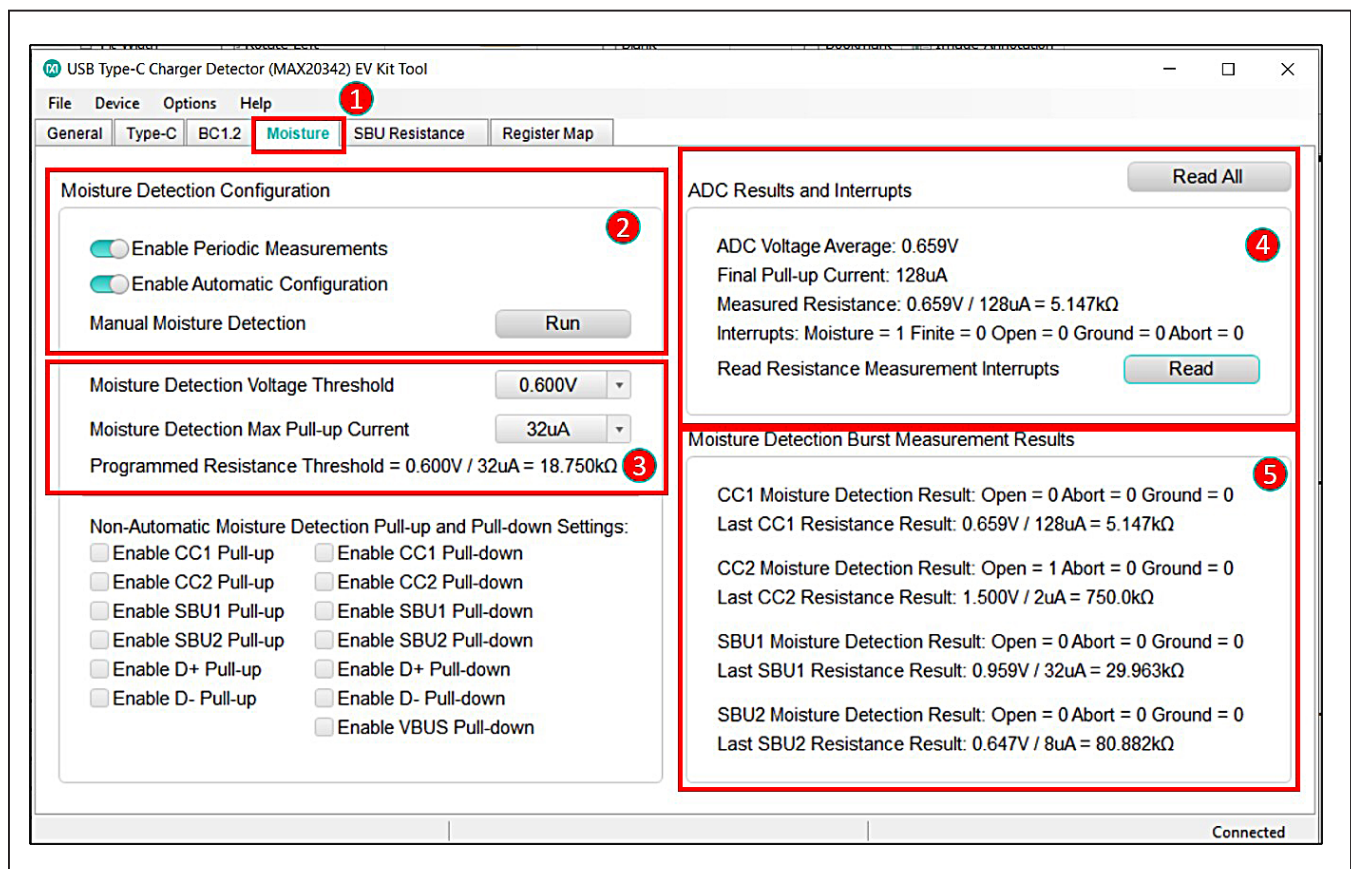 Fit Width Rotate Left Blank Bookmark Image Annotation
USB Type-C Charger Detector (MAX20342) EV Kit Tool
File Device Options Help
1
General Type-C BC1.2 Moisture SBU Resistance Register Map
Moisture Detection Configuration
2
Enable Periodic Measurements
Enable Automatic Configuration
Manual Moisture Detection Run
Moisture Detection Voltage Threshold 0.600V
Moisture Detection Max Pull-up Current 32uA
Programmed Resistance Threshold = 0.600V / 32uA = 18.750kΩ 3
Non-Automatic Moisture Detection Pull-up and Pull-down Settings:
Enable CC1 Pull-up Enable CC1 Pull-down
Enable CC2 Pull-up Enable CC2 Pull-down
Enable SBU1 Pull-up Enable SBU1 Pull-down
Enable SBU2 Pull-up Enable SBU2 Pull-down
Enable D+ Pull-up Enable D+ Pull-down
Enable D- Pull-up Enable D- Pull-down
Enable VBUS Pull-down
Read All
ADC Results and Interrupts
4
ADC Voltage Average: 0.659V
Final Pull-up Current: 128uA
Measured Resistance: 0.659V / 128uA = 5.147kΩ
Interrupts: Moisture = 1 Finite = 0 Open = 0 Ground = 0 Abort = 0
Read Resistance Measurement Interrupts Read
Moisture Detection Burst Measurement Results
5
CC1 Moisture Detection Result: Open = 0 Abort = 0 Ground = 0
Last CC1 Resistance Result: 0.659V / 128uA = 5.147kΩ
CC2 Moisture Detection Result: Open = 1 Abort = 0 Ground = 0
Last CC2 Resistance Result: 1.500V / 2uA = 750.0kΩ
SBU1 Moisture Detection Result: Open = 0 Abort = 0 Ground = 0
Last SBU1 Resistance Result: 0.959V / 32uA = 29.963kΩ
SBU2 Moisture Detection Result: Open = 0 Abort = 0 Ground = 0
Last SBU2 Resistance Result: 0.647V / 8uA = 80.882kΩ
Connected